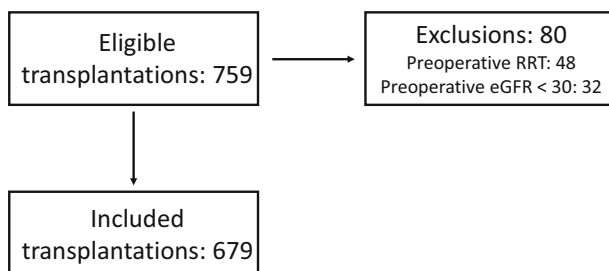 Eligible
transplantations: 759
Exclusions: 80
Preoperative RRT: 48
Preoperative eGFR < 30: 32
Included
transplantations: 679